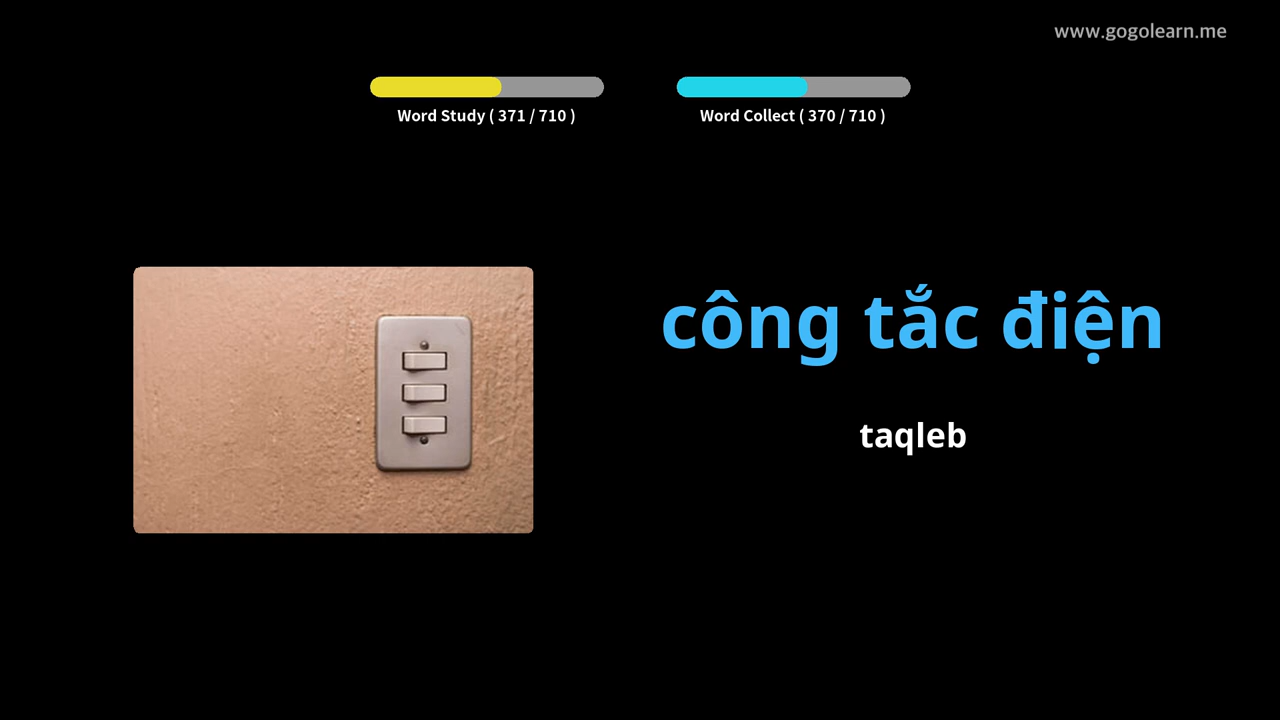 www.gogolearn.me
Word Study ( 371 / 710 )
Word Collect ( 370 / 710 )
công tắc điện
taqleb